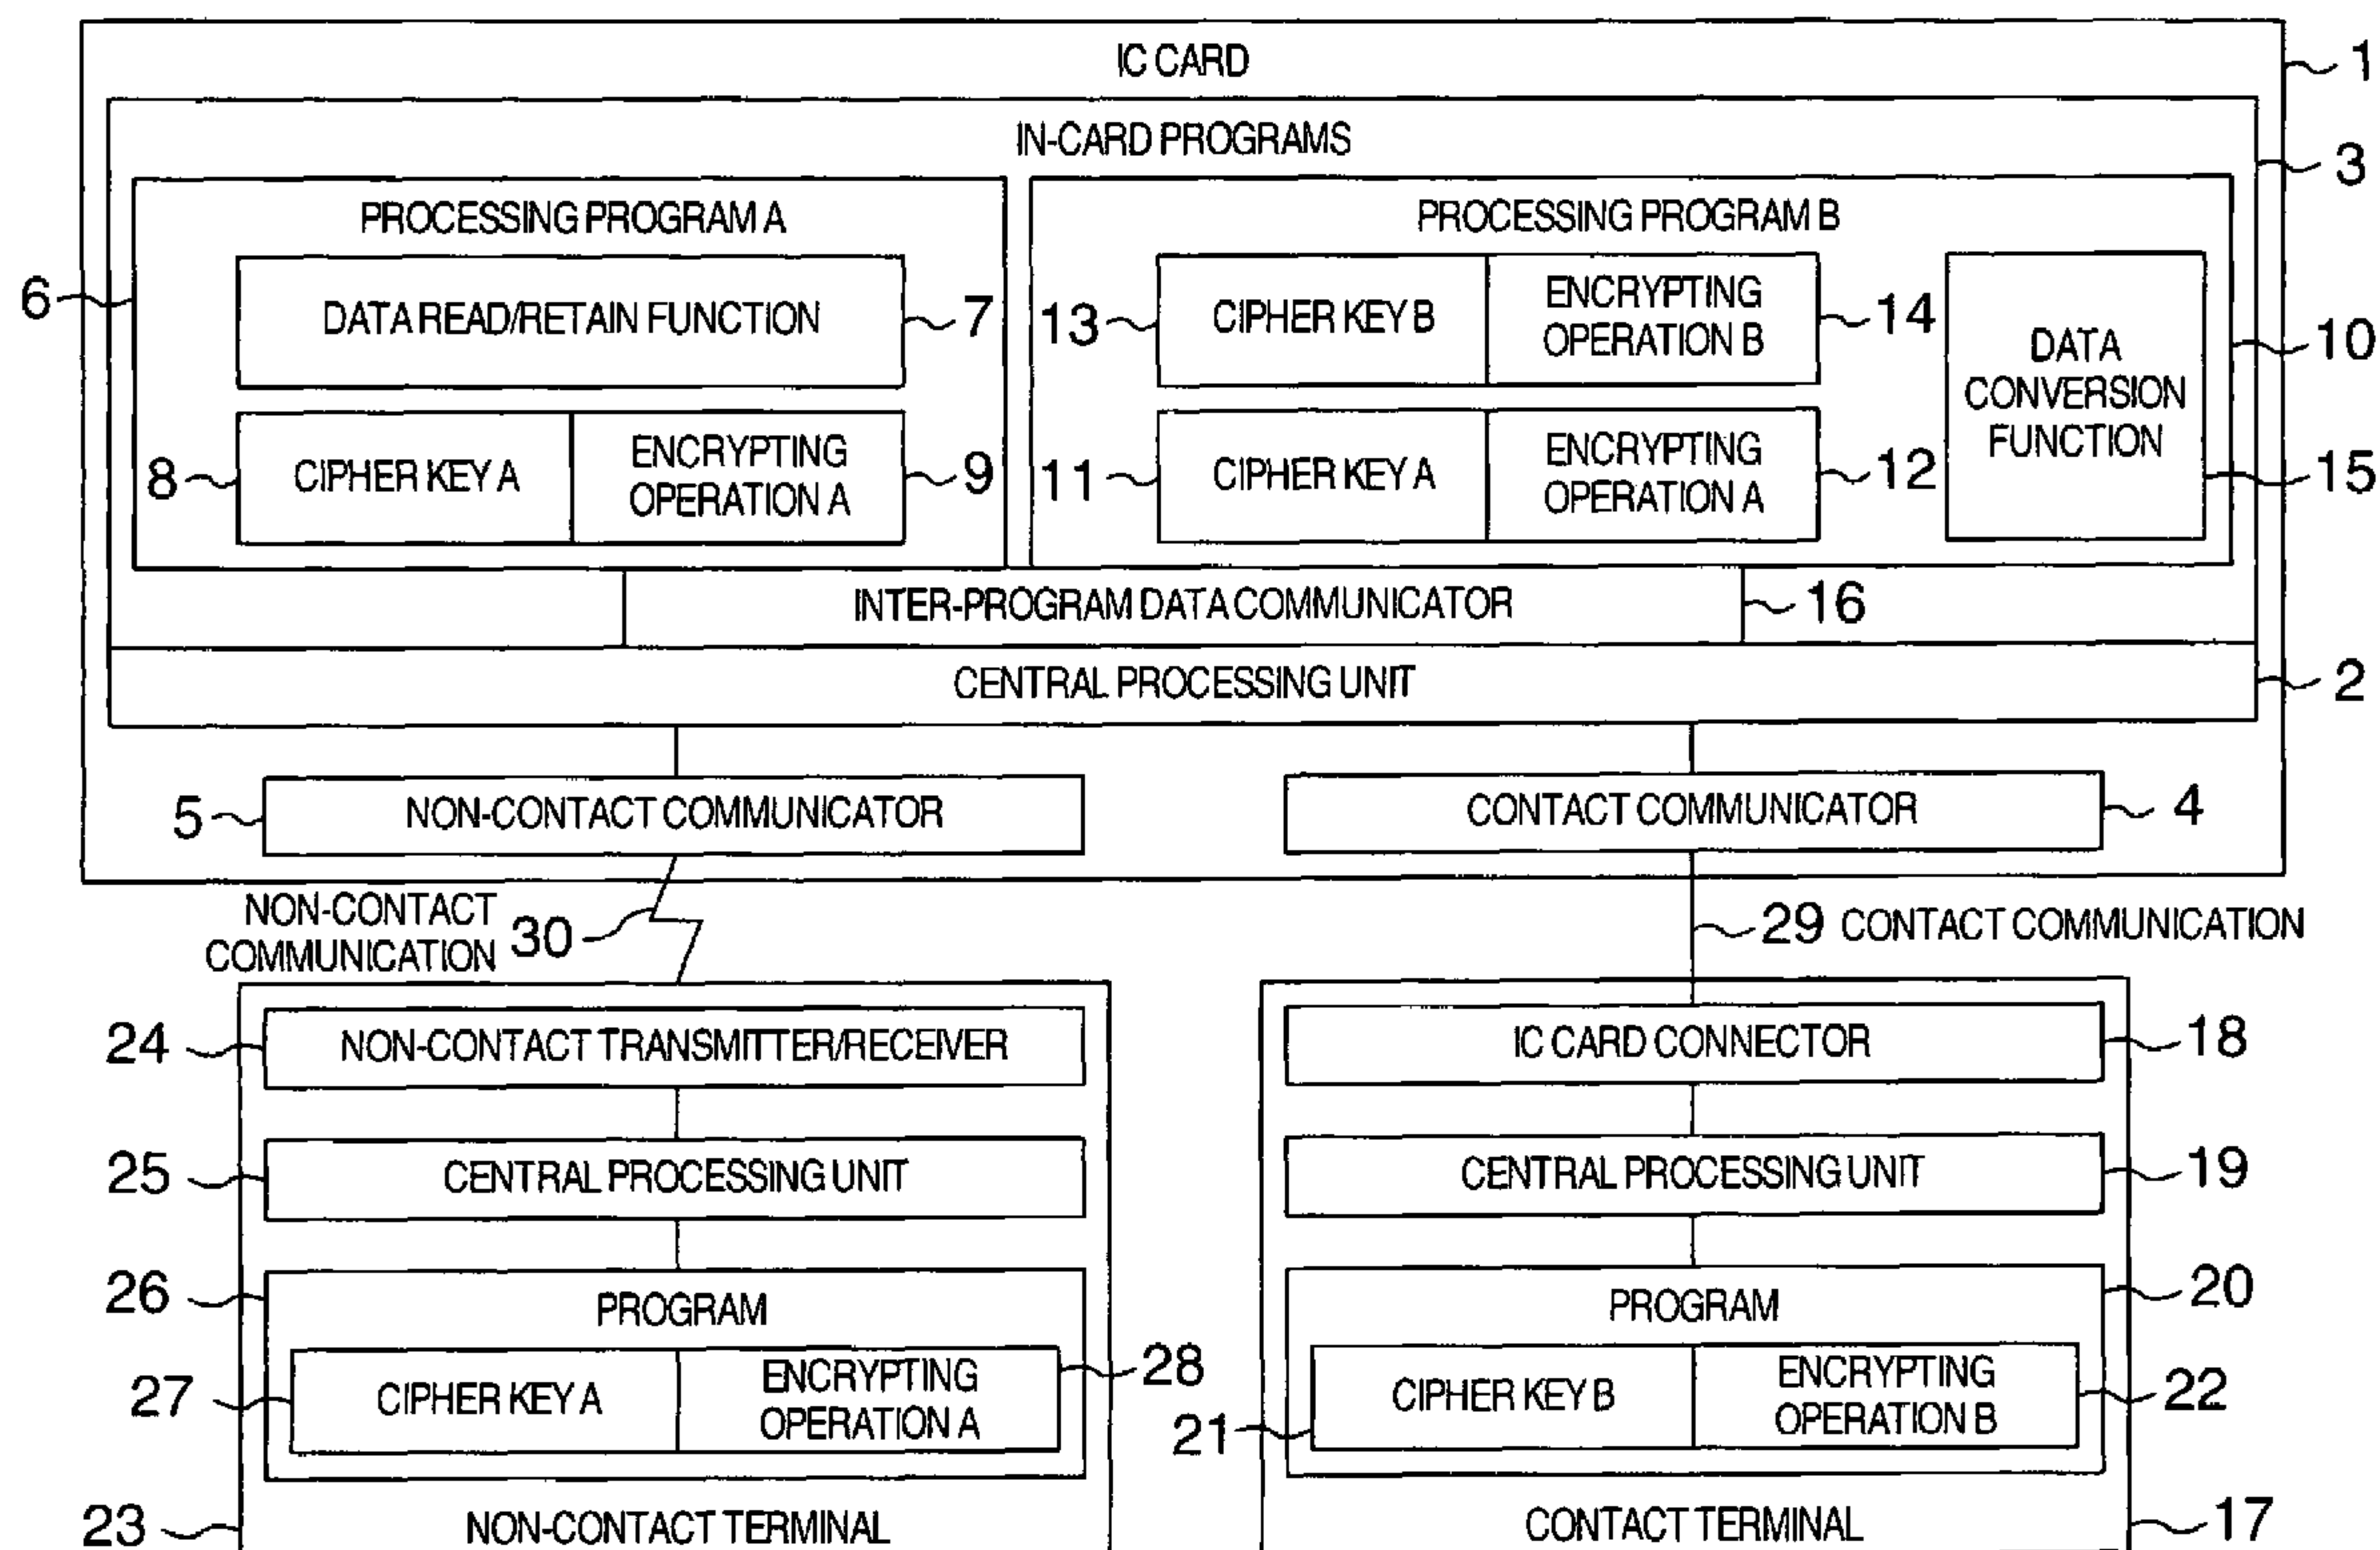 IC CARD
1
IN-CARD PROGRAMS
3
PROCESSING PROGRAM A
PROCESSING PROGRAM B
6
DATA READ/RETAIN FUNCTION
7
13
CIPHER KEY B
ENCRYPTING
OPERATION B
14
DATA
CONVERSION
FUNCTION
10
8
CIPHER KEY A
ENCRYPTING
OPERATION A
9
11
CIPHER KEY A
ENCRYPTING
OPERATION A
12
15
INTER-PROGRAM DATA COMMUNICATOR
16
CENTRAL PROCESSING UNIT
2
5
NON-CONTACT COMMUNICATOR
CONTACT COMMUNICATOR
4
NON-CONTACT
COMMUNICATION
30
29 CONTACT COMMUNICATION
24
NON-CONTACT TRANSMITTER/RECEIVER
IC CARD CONNECTOR
18
25
CENTRAL PROCESSING UNIT
CENTRAL PROCESSING UNIT
19
26
PROGRAM
PROGRAM
20
27
CIPHER KEY A
ENCRYPTING
OPERATION A
28
21
CIPHER KEY B
ENCRYPTING
OPERATION B
22
23
NON-CONTACT TERMINAL
CONTACT TERMINAL
17